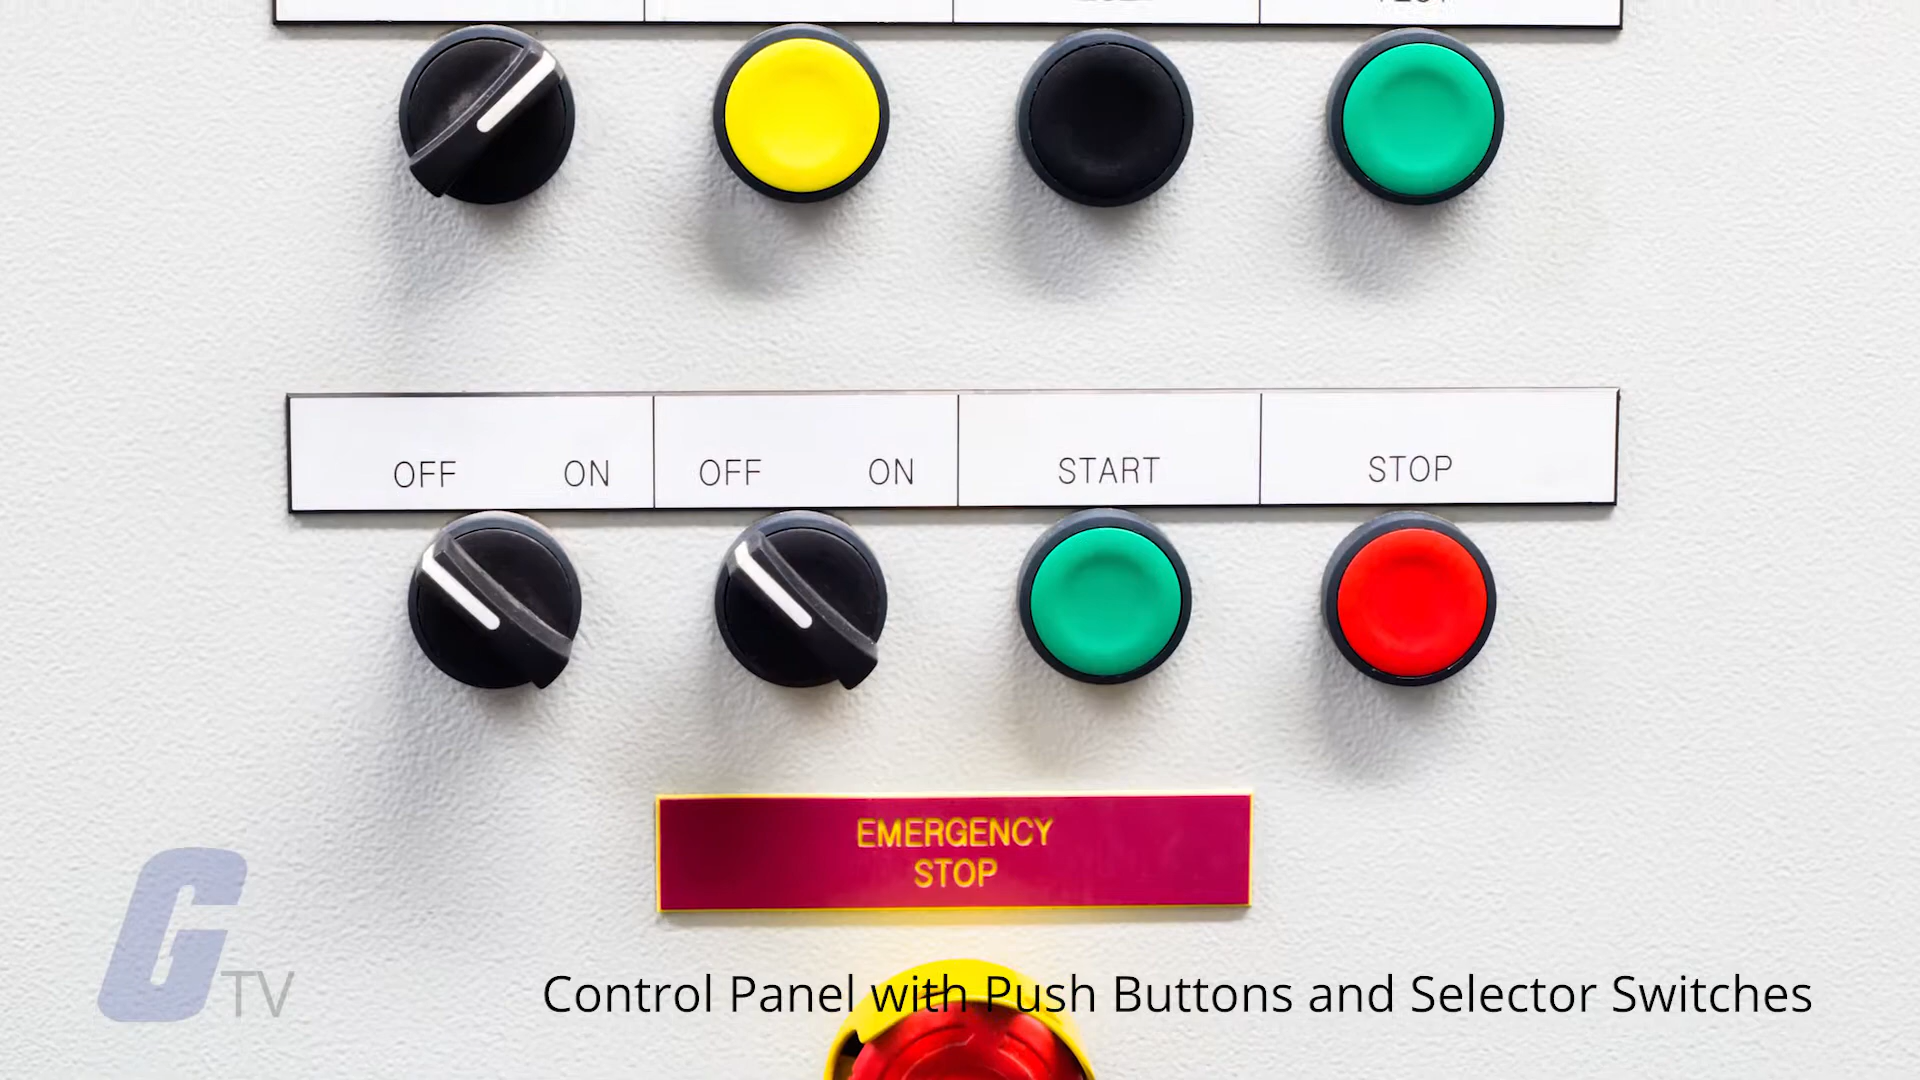 OFF ON OFF ON START STOP
EMERGENCY
STOP
GTV
Control Panel with Push Buttons and Selector Switches